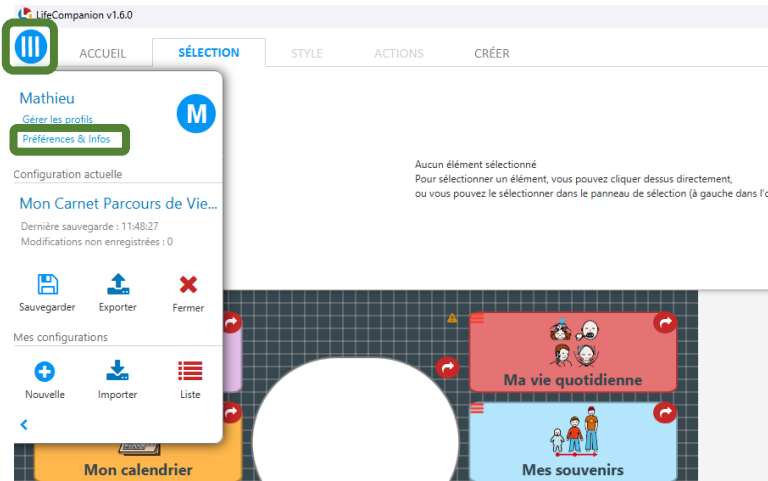 LifeCompanion v1.6.0
ACCUEIL
SÉLECTION
STYLE
ACTIONS
CRÉER
Mathieu
M
Gérer les profils
Préférences & Infos
Configuration actuelle
Mon Carnet Parcours de Vie...
Dernière sauvegarde : 11:48:27
Modifications non enregistrées : 0
Sauvegarder
Exporter
Fermer
Mes configurations
Nouvelle
Importer
Liste
Aucun élément sélectionné
Pour sélectionner un élément, vous pouvez cliquer dessus directement,
ou vous pouvez le sélectionner dans le panneau de sélection (à gauche dans
Ma vie quotidienne
Mon calendrier
Mes souvenirs